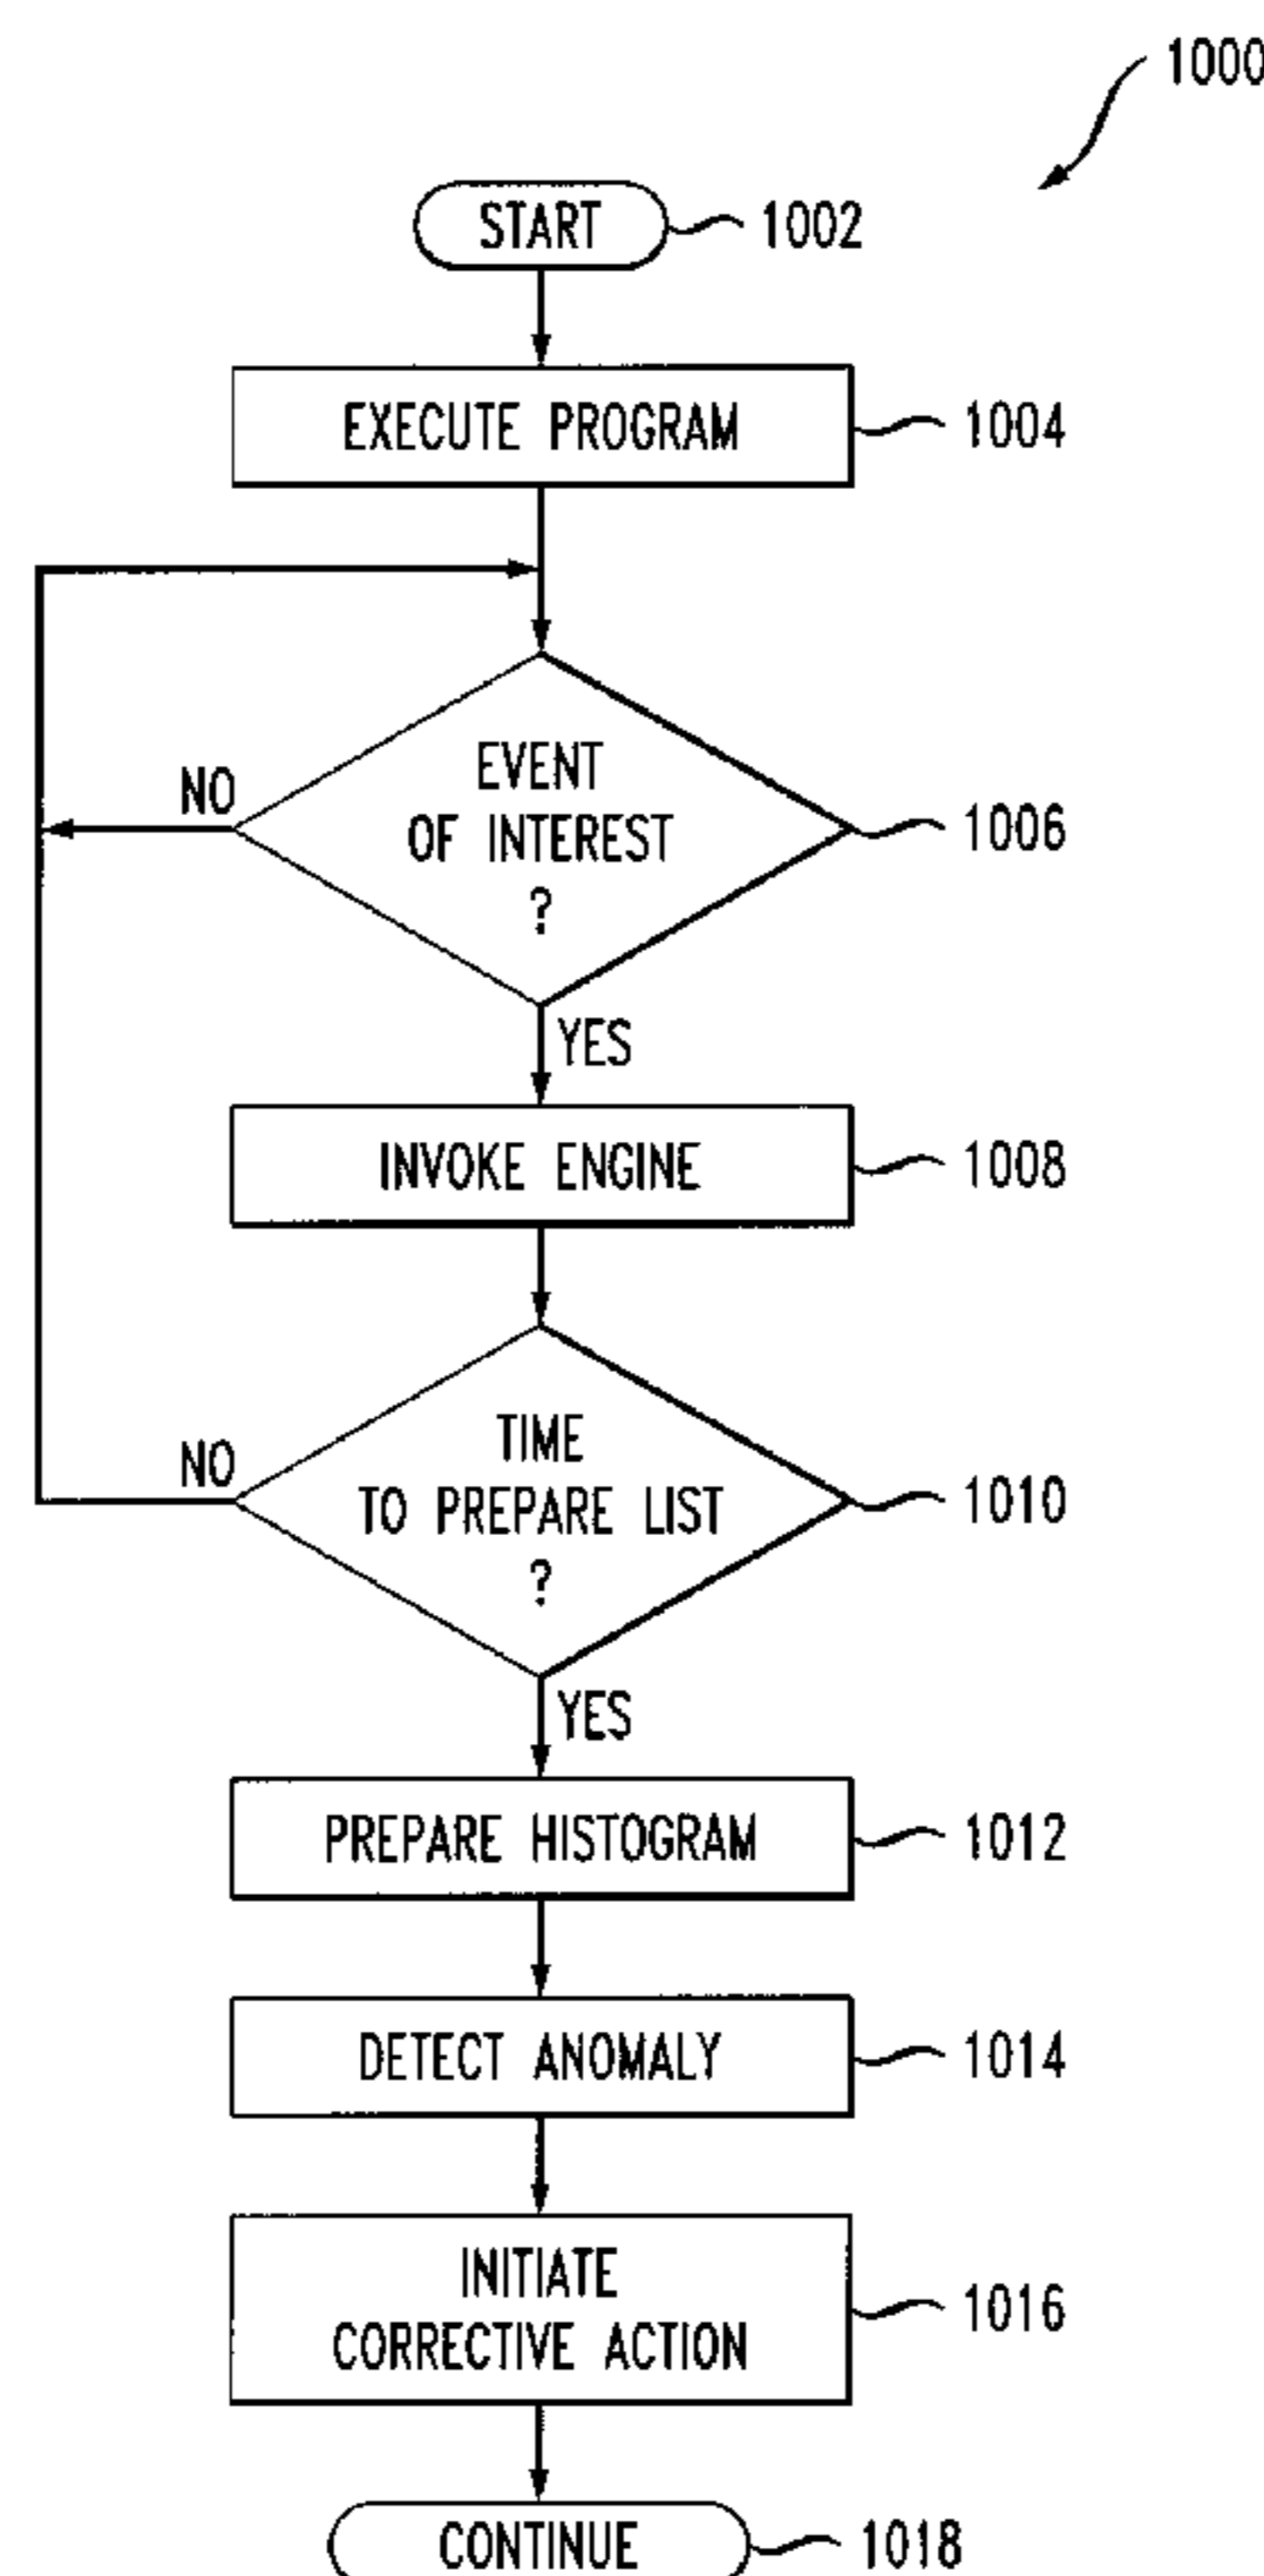 1000
START
1002
EXECUTE PROGRAM
1004
EVENT
OF INTEREST
?
1006
NO
YES
INVOKE ENGINE
1008
TIME
TO PREPARE LIST
?
1010
NO
YES
PREPARE HISTOGRAM
1012
DETECT ANOMALY
1014
INITIATE
CORRECTIVE ACTION
1016
CONTINUE
1018